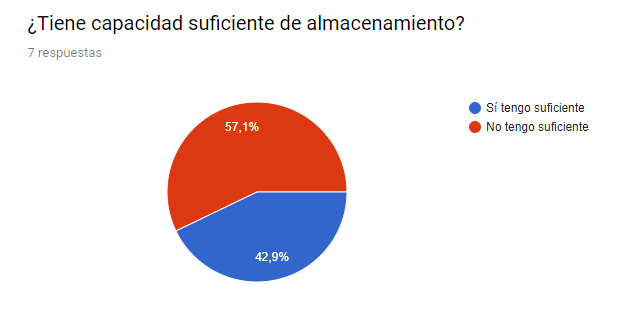 ¿Tiene capacidad suficiente de almacenamiento?
7 respuestas
57,1%
42,9%
Sí tengo suficiente
No tengo suficiente